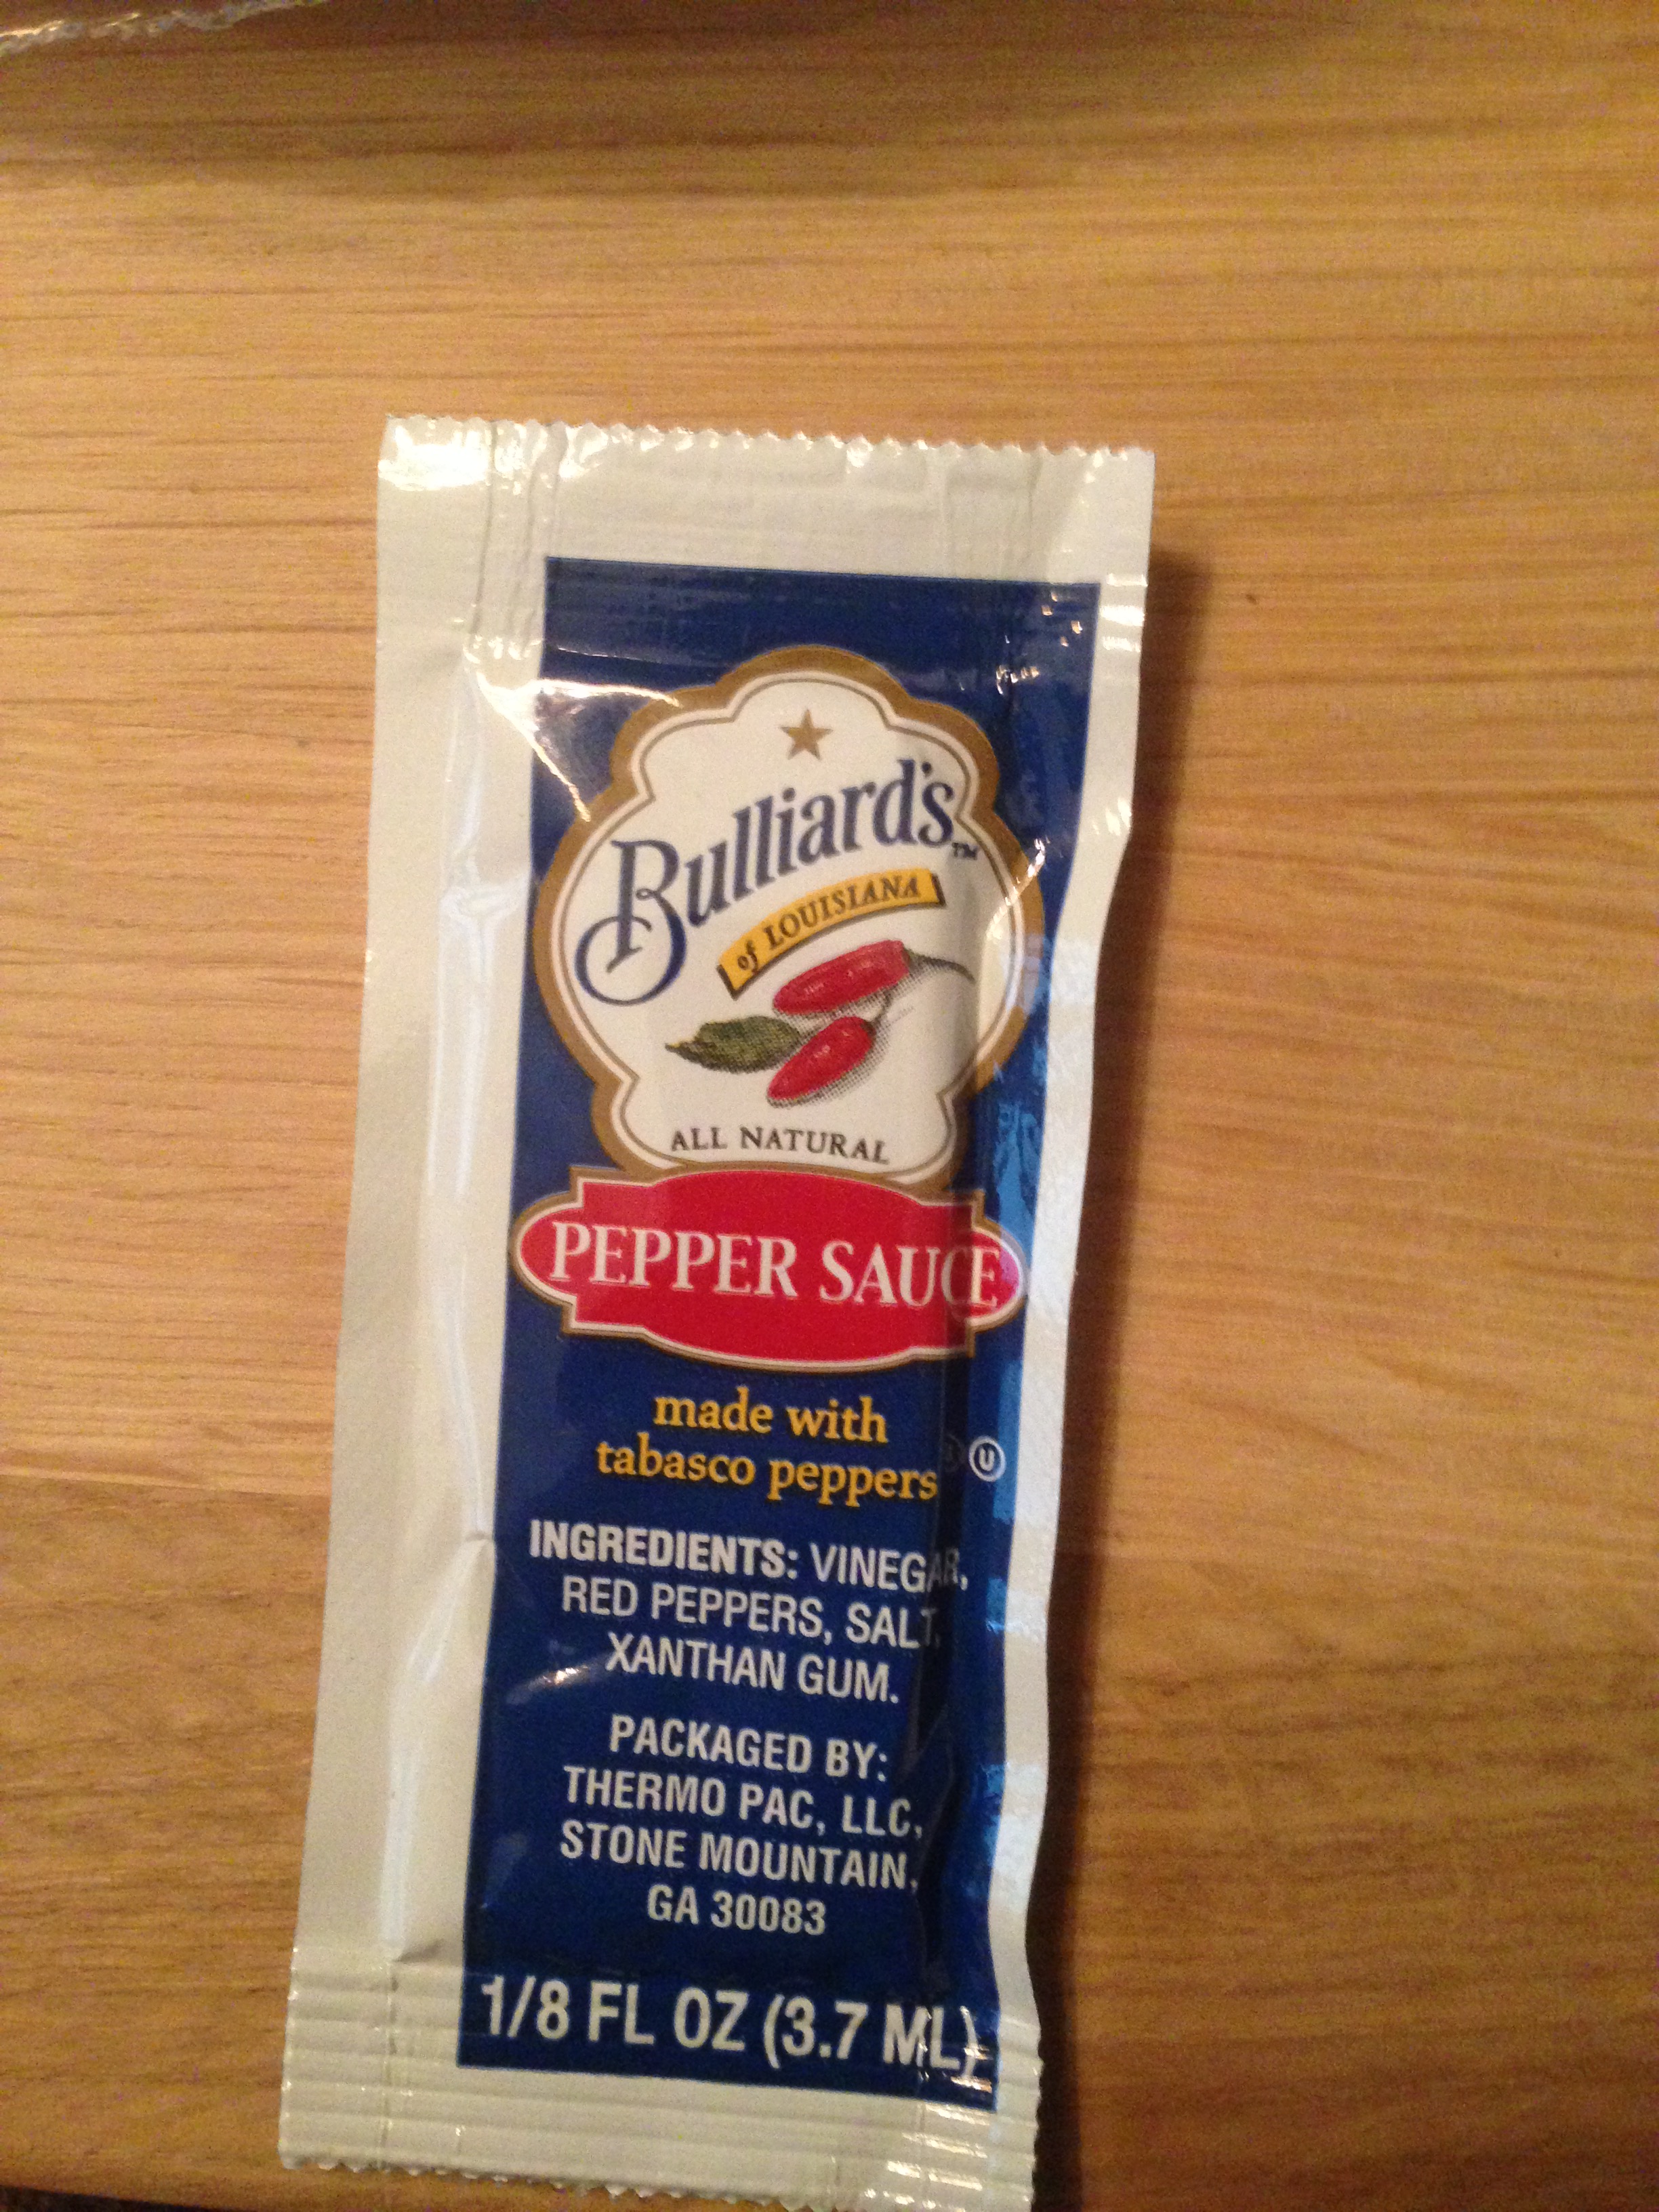 Bulliard's™
of LOUISIANA
ALL NATURAL
PEPPER SAUCE
made with
tabasco peppers
U
INGREDIENTS: VINEGAR,
RED PEPPERS, SALT,
XANTHAN GUM.
PACKAGED BY:
THERMO PAC, LLC,
STONE MOUNTAIN,
GA 30083
1/8 FL OZ (3.7 ML)